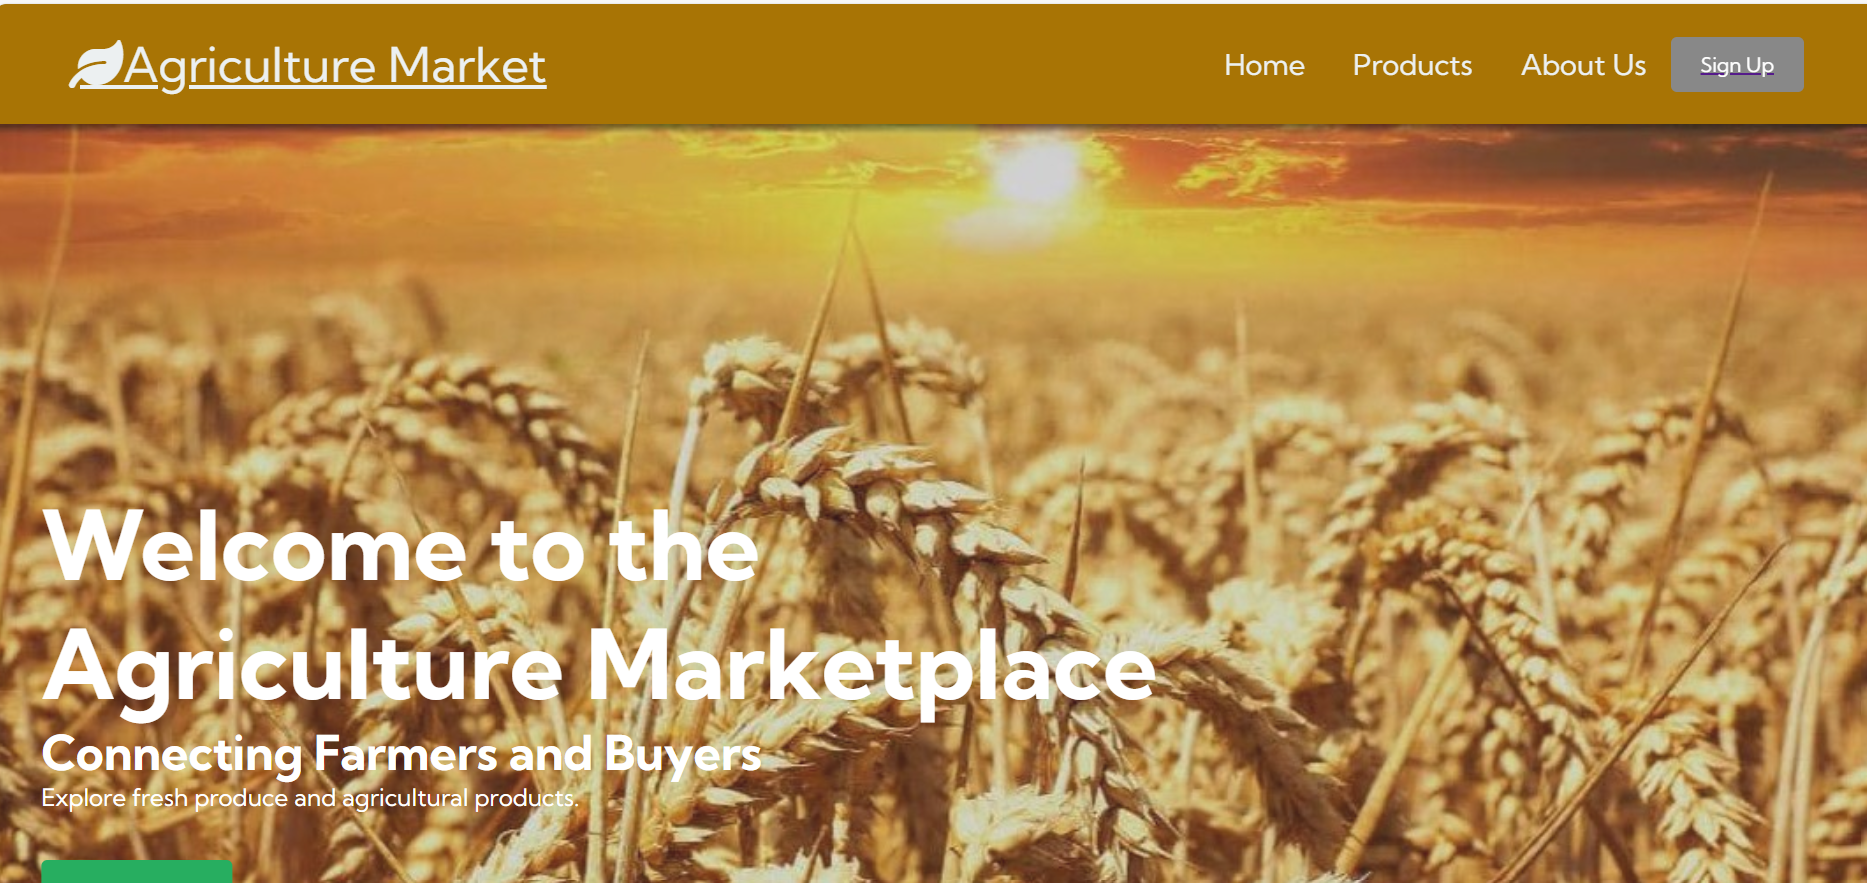 Agriculture Market
Home Products About Us Sign Up
Welcome to the
Agriculture Marketplace
Connecting Farmers and Buyers
Explore fresh produce and agricultural products.